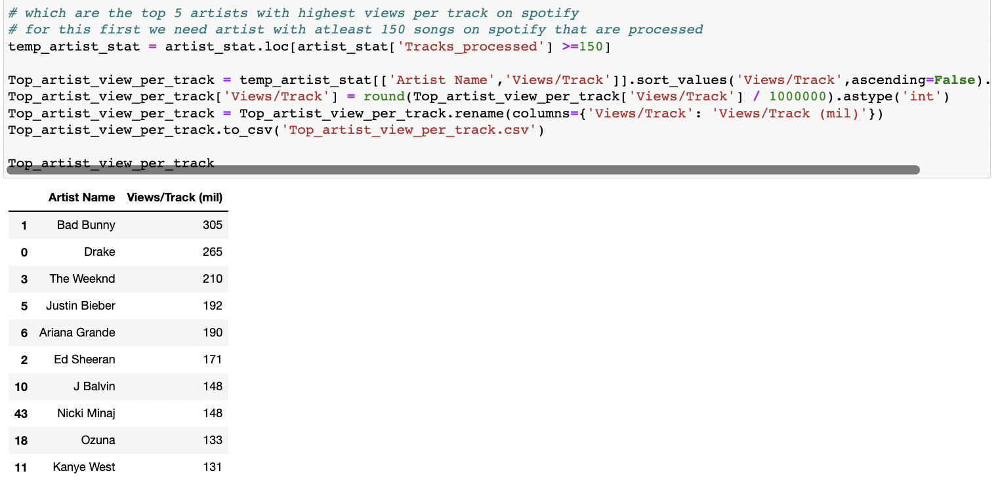 # which are the top 5 artists with highest views per track on spotify
# for this first we need artist with atleast 150 songs on spotify that are processed
temp_artist_stat = artist_stat.loc[artist_stat['Tracks_processed'] >=150]
Top_artist_view_per_track = temp_artist_stat[['Artist Name','Views/Track']].sort_values('Views/Track',ascending=False).
Top_artist_view_per_track['Views/Track'] = round(Top_artist_view_per_track['Views/Track'] / 1000000).astype('int')
Top_artist_view_per_track = Top_artist_view_per_track.rename(columns={'Views/Track': 'Views/Track (mil)'})
Top_artist_view_per_track.to_csv('Top_artist_view_per_track.csv')
Top_artist_view_per_track
Artist Name Views/Track (mil)
1 Bad Bunny 305
0 Drake 265
3 The Weeknd 210
5 Justin Bieber 192
6 Ariana Grande 190
2 Ed Sheeran 171
10 J Balvin 148
43 Nicki Minaj 148
18 Ozuna 133
11 Kanye West 131